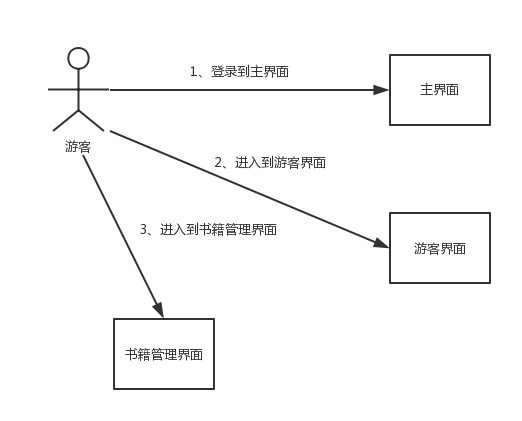 1、登录到主界面
主界面
游客
2、进入到游客界面
3、进入到书籍管理界面
游客界面
书籍管理界面